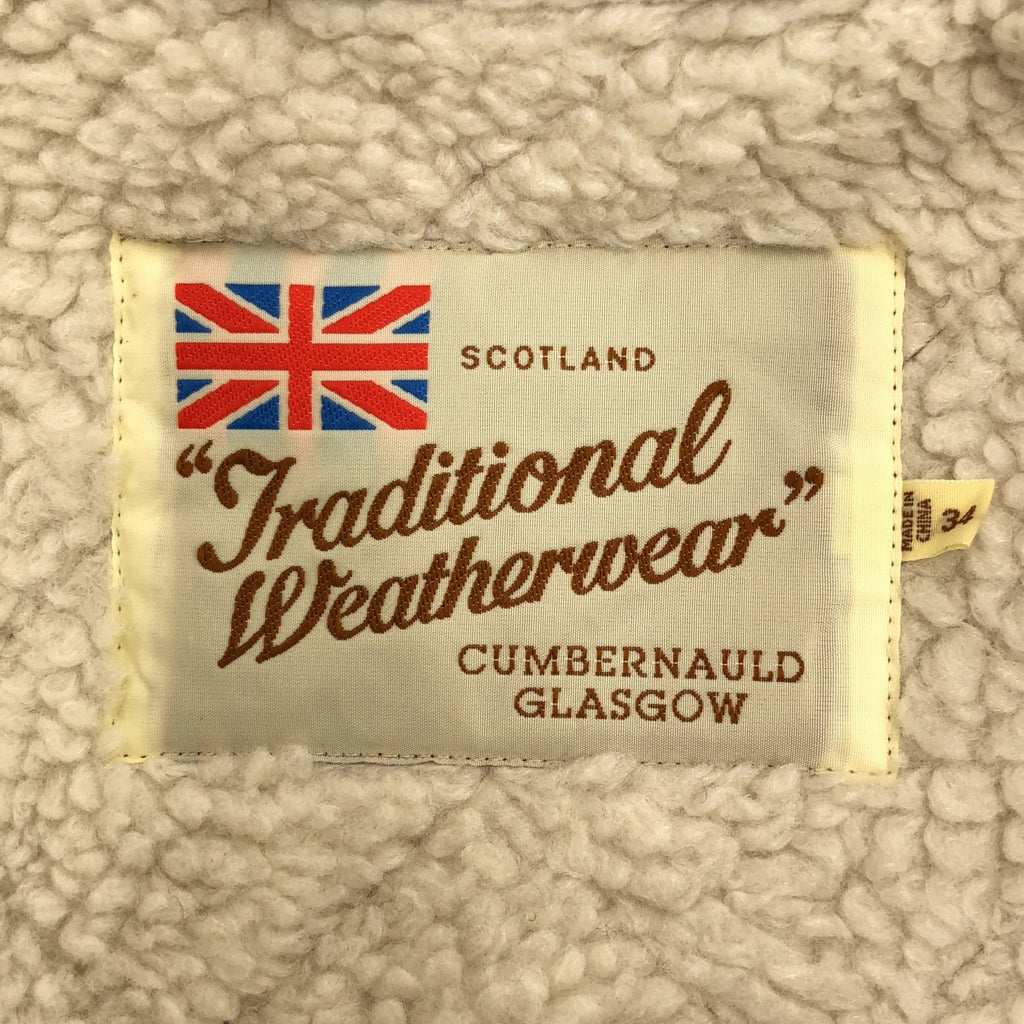 SCOTLAND
“Traditional
Weatherwear”
CUMBERNAULD
GLASGOW
MADE IN
CHINA
34